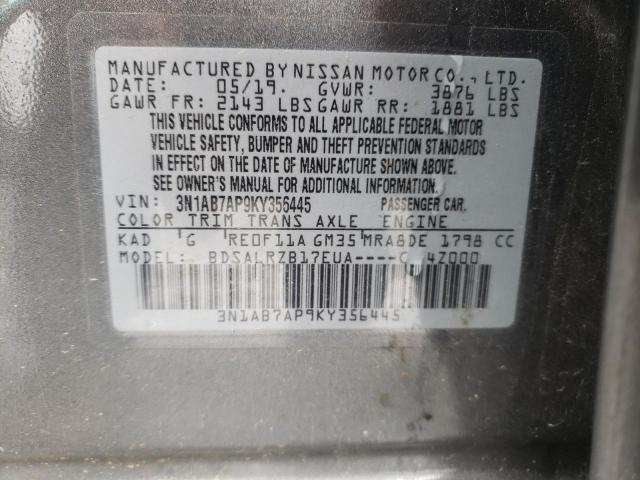 MANUFACTURED BY NISSAN MOTOR CO., LTD.
DATE: 05/19. GVWR: 3876 LBS
GAWR FR: 2143 LBS GAWR RR: 1881 LBS
THIS VEHICLE CONFORMS TO ALL APPLICABLE FEDERAL MOTOR
VEHICLE SAFETY, BUMPER AND THEFT PREVENTION STANDARDS
IN EFFECT ON THE DATE OF MANUFACTURE SHOWN ABOVE.
SEE OWNER'S MANUAL FOR ADDITIONAL INFORMATION
VIN: 3N1AB7AP9KY356445 PASSENGER CAR.
COLOR TRIM TRANS AXLE ENGINE
KAD G RE0F11A GM35 MRA8DE 1798 CC
MODEL: BDSALRZB17EUA----C 4Z000
3N1AB7AP9KY356445